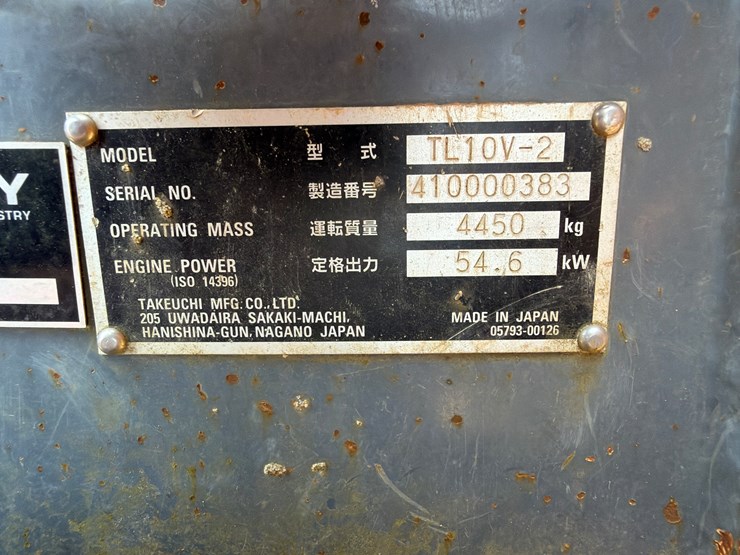 Y
STRY
MODEL 型式 TL10V-2
SERIAL NO. 製造番号 410000383
OPERATING MASS 運転質量 4450 kg
ENGINE POWER 定格出力 54.6 kW
(ISO 14396)
TAKEUCHI MFG. CO., LTD.
205 UWADAIRA SAKAKI-MACHI,
HANISHINA-GUN, NAGANO JAPAN
MADE IN JAPAN
05793-00126